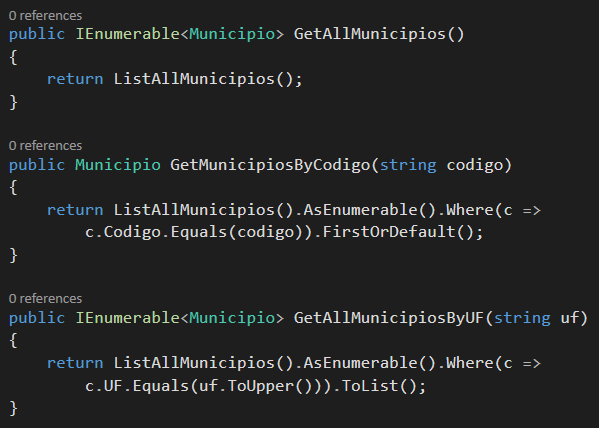 0 references
public IEnumerable<Municipio> GetAllMunicipios()
{
    return ListAllMunicipios();
}
0 references
public Municipio GetMunicipiosByCodigo(string codigo)
{
    return ListAllMunicipios().AsEnumerable().Where(c =>
        c.Codigo.Equals(codigo)).FirstOrDefault();
}
0 references
public IEnumerable<Municipio> GetAllMunicipiosByUF(string uf)
{
    return ListAllMunicipios().AsEnumerable().Where(c =>
        c.UF.Equals(uf.ToUpper())).ToList();
}